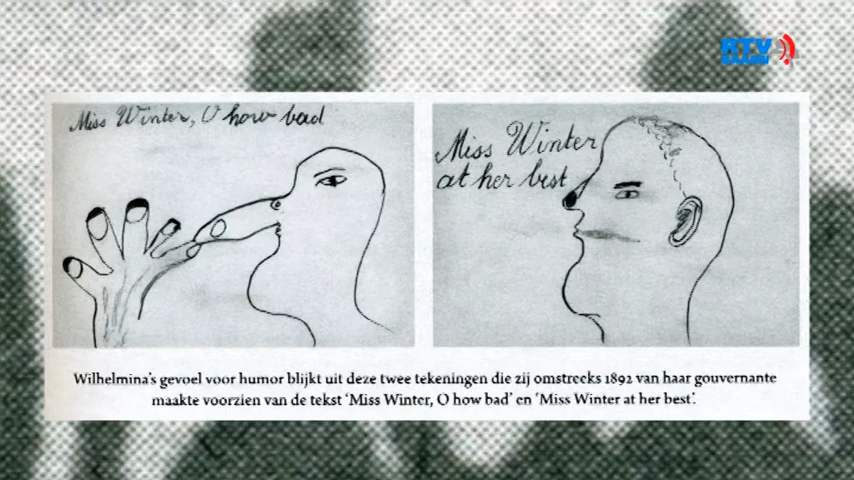 RTV
ZAANS
Miss Winter, O how bad
Miss Winter
at her best
Wilhelmina's gevoel voor humor blijkt uit deze twee tekeningen die zij omstreeks 1892 van haar gouvernante
maakte voorzien van de tekst 'Miss Winter, O how bad' en 'Miss Winter at her best'.